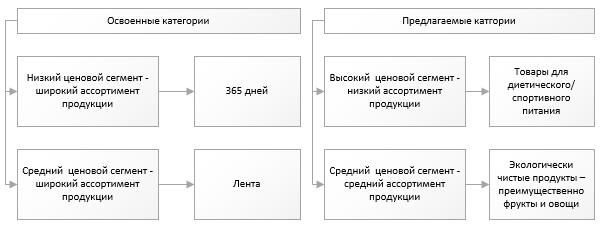 Освоенные категории
Низкий ценовой сегмент -
широкий ассортимент
продукции
365 дней
Средний ценовой сегмент -
широкий ассортимент
продукции
Лента
Предлагаемые катгории
Высокий ценовой сегмент -
низкий ассортимент
продукции
Товары для
диетического/
спортивного
питания
Средний ценовой сегмент -
средний ассортимент
продукции
Экологически
чистые продукты –
преимущественно
фрукты и овощи